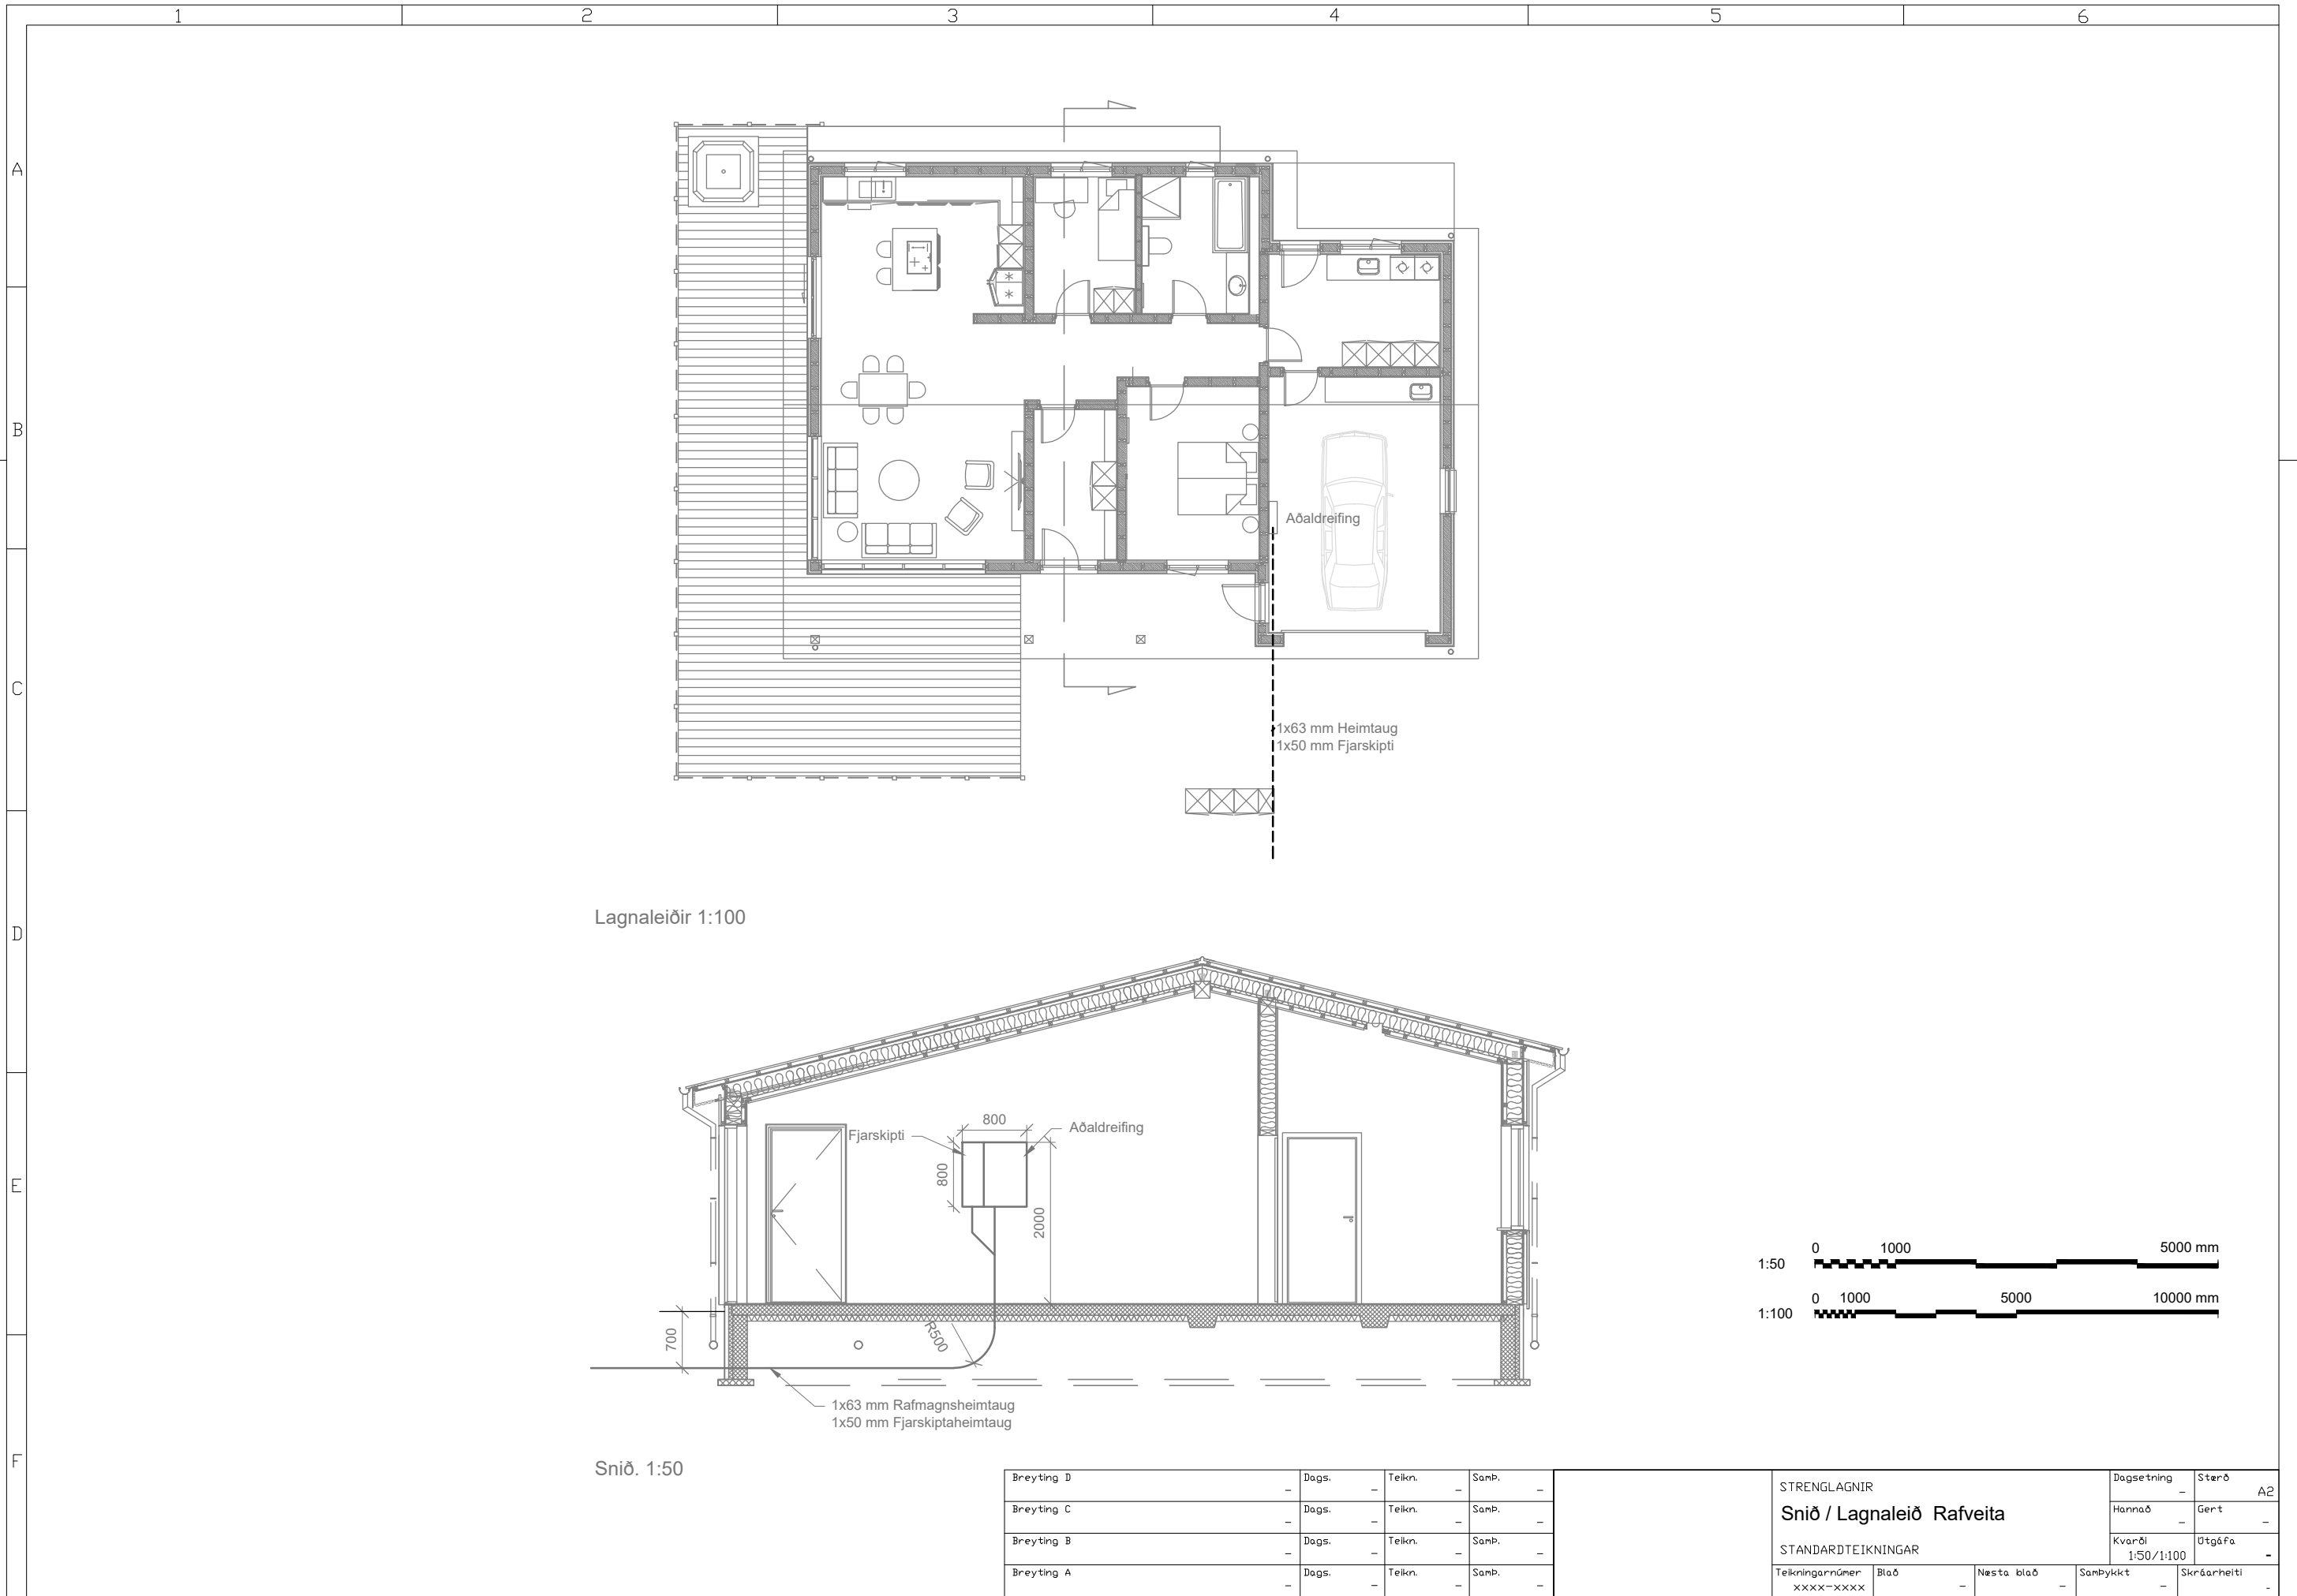 1 2 3 4 5 6
A
B
C
D
E
F
Aðaldreifing
1x63 mm Heimtaug
1x50 mm Fjarskipti
Lagnaleiðir 1:100
800
Fjarskipti
Aðaldreifing
800
2000
700
R500
1x63 mm Rafmagnsheimtaug
1x50 mm Fjarskiptaheimtaug
Snið. 1:50
0 1000 5000 mm
1:50
0 1000 5000 10000 mm
1:100
Breyting D – Dags. – Teikn. – Samþ. –
Breyting C – Dags. – Teikn. – Samþ. –
Breyting B – Dags. – Teikn. – Samþ. –
Breyting A – Dags. – Teikn. – Samþ. –
STRENGLAGNIR
Snið / Lagnaleið Rafveita
STANDARDTEIKNINGAR
Dagsetning – Stærð A2
Hannað – Gert –
Kvarði 1:50/1:100 Útgáfa -
Teikningarnúmer xxxx-xxxx Blað – Næsta blað – Samþykkt – Skráarheiti -